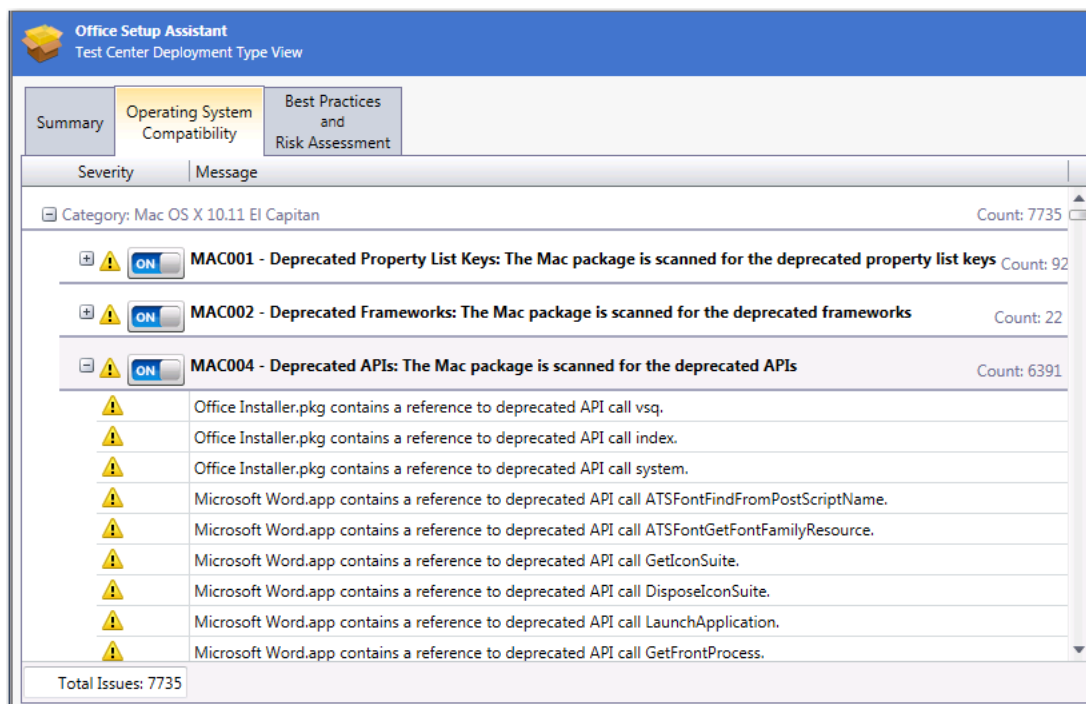 Office Setup Assistant
Test Center Deployment Type View
Summary
Operating System
Compatibility
Best Practices
and
Risk Assessment
Severity
Message
Category: Mac OS X 10.11 El Capitan
Count: 7735
ON
MAC001 - Deprecated Property List Keys: The Mac package is scanned for the deprecated property list keys
Count: 92
ON
MAC002 - Deprecated Frameworks: The Mac package is scanned for the deprecated frameworks
Count: 22
ON
MAC004 - Deprecated APIs: The Mac package is scanned for the deprecated APIs
Count: 6391
Office Installer.pkg contains a reference to deprecated API call vsq.
Office Installer.pkg contains a reference to deprecated API call index.
Office Installer.pkg contains a reference to deprecated API call system.
Microsoft Word.app contains a reference to deprecated API call ATSFontFindFromPostScriptName.
Microsoft Word.app contains a reference to deprecated API call ATSFontGetFontFamilyResource.
Microsoft Word.app contains a reference to deprecated API call GetIconSuite.
Microsoft Word.app contains a reference to deprecated API call DisposeIconSuite.
Microsoft Word.app contains a reference to deprecated API call LaunchApplication.
Microsoft Word.app contains a reference to deprecated API call GetFrontProcess.
Total Issues: 7735